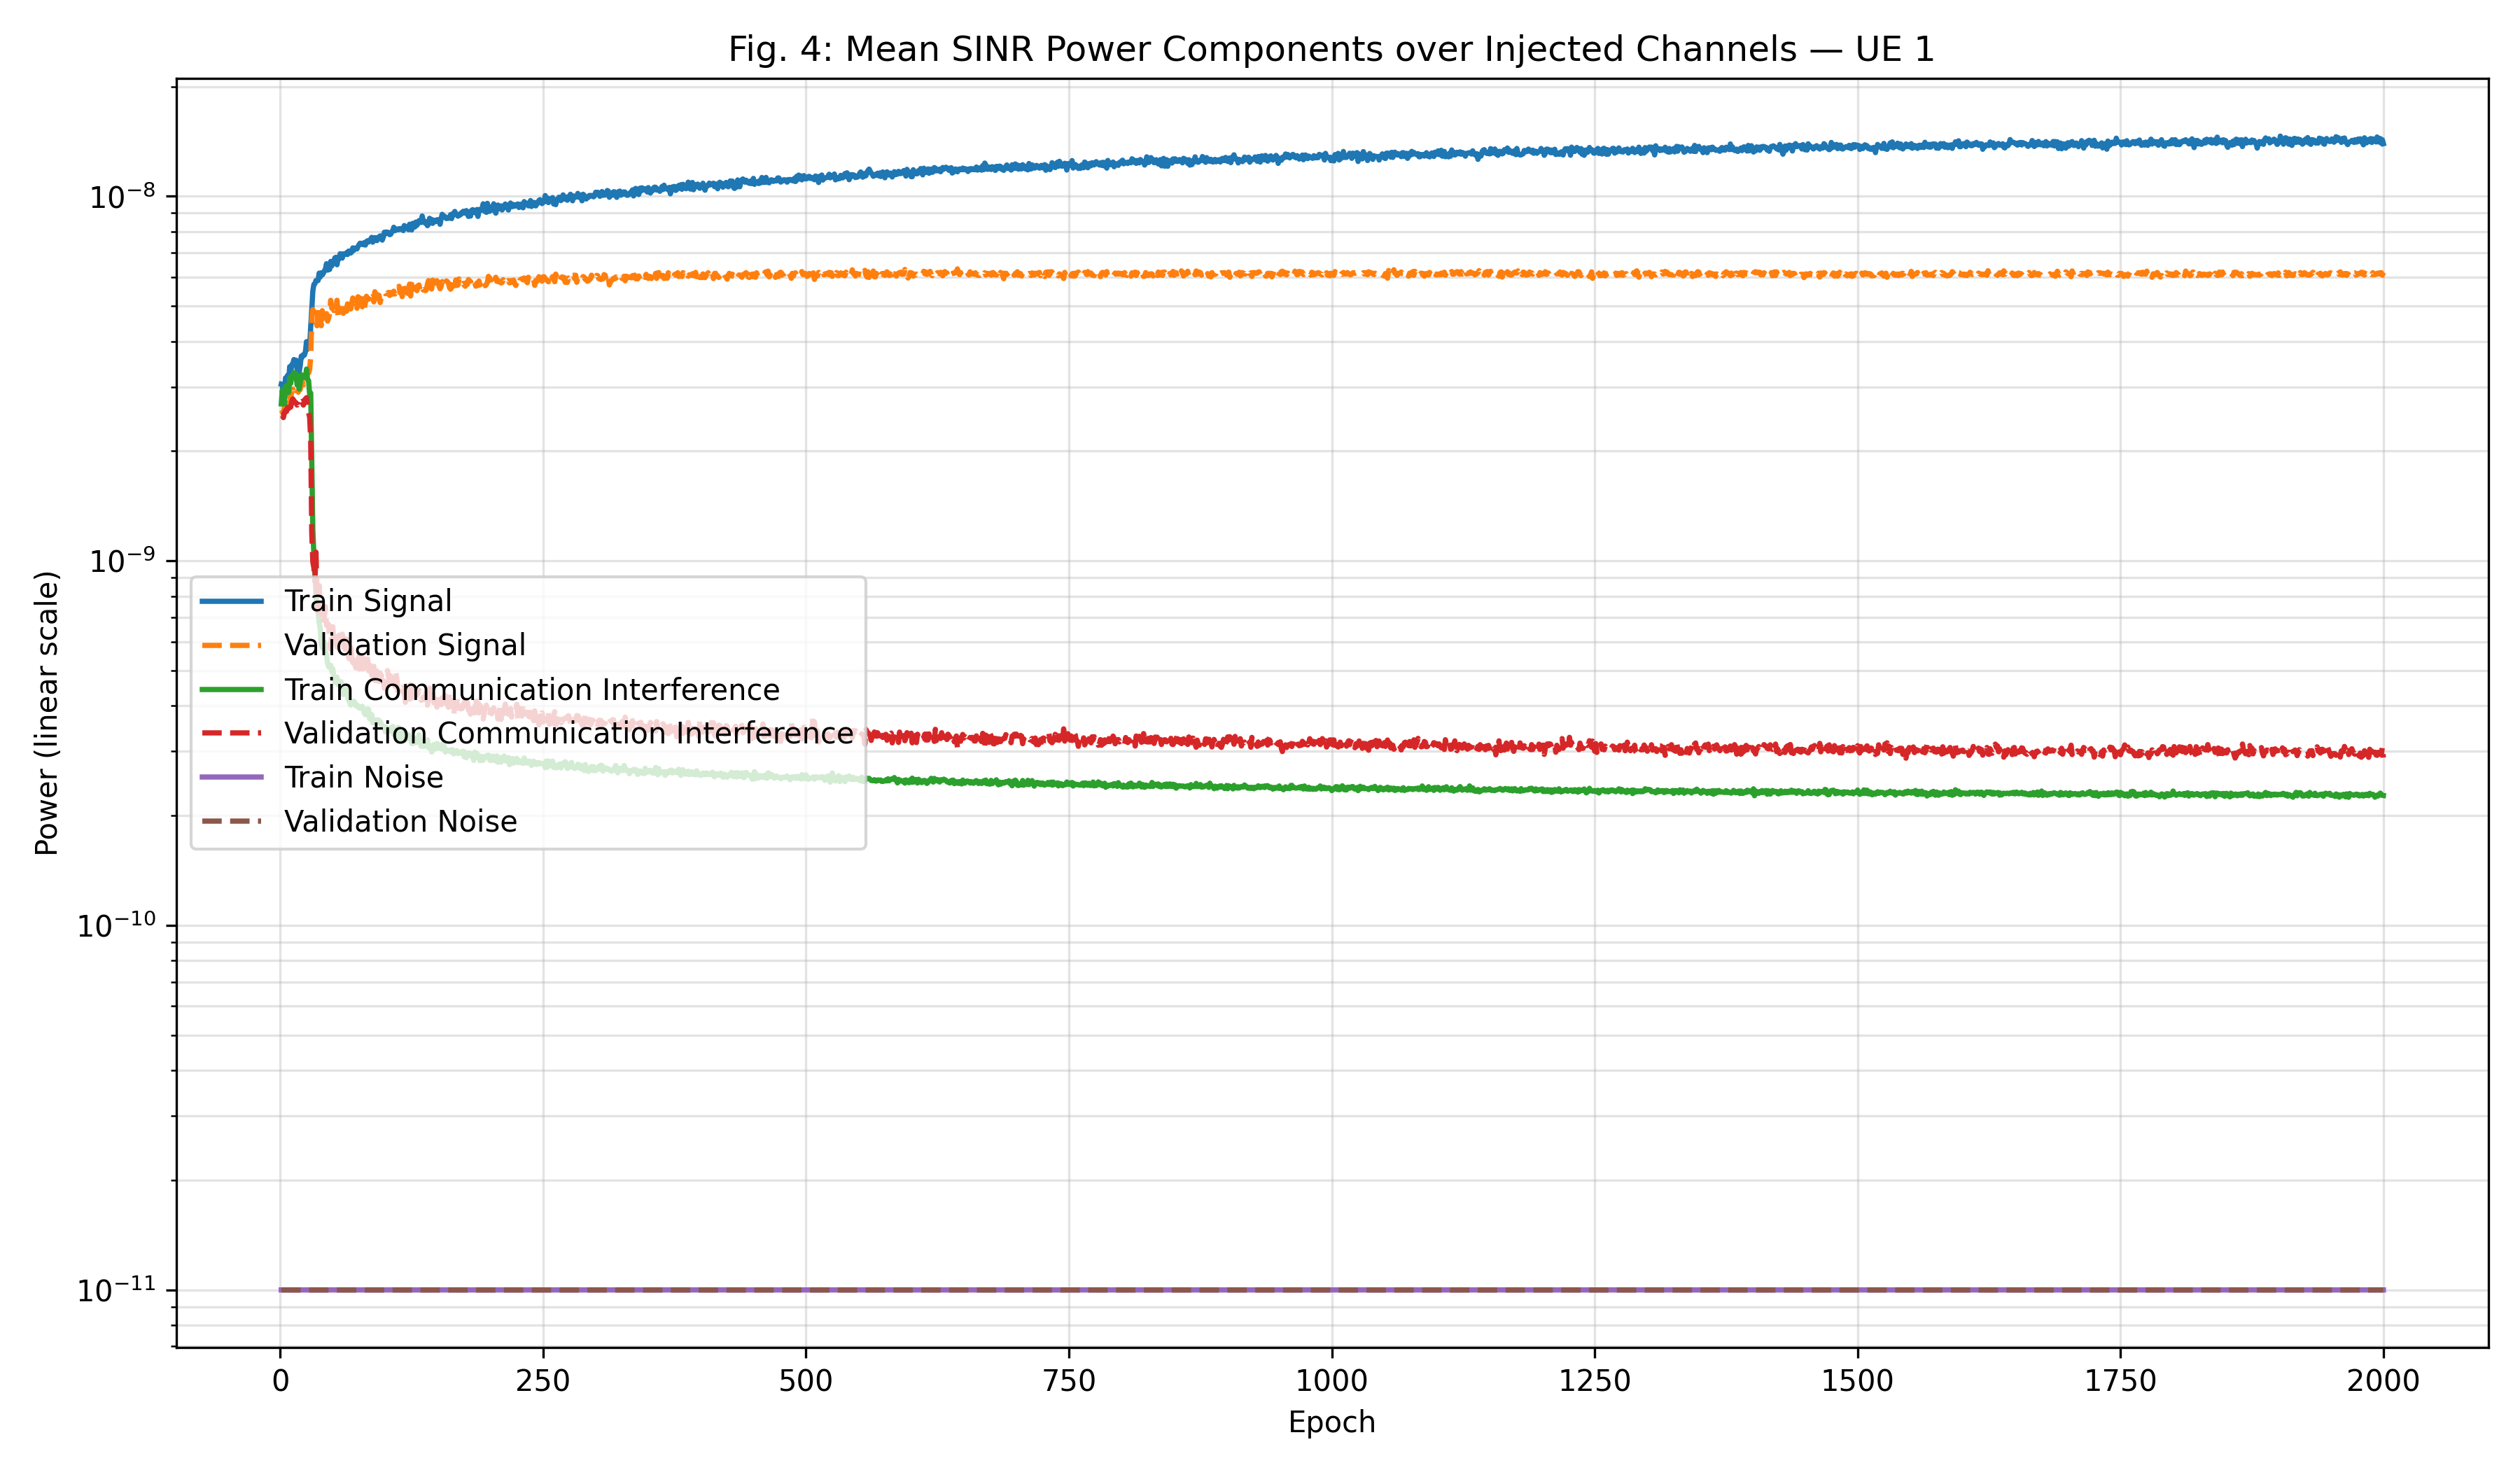 Fig. 4: Mean SINR Power Components over Injected Channels — UE 1
Power (linear scale)
10⁻⁸
10⁻⁹
10⁻¹⁰
10⁻¹¹
Train Signal
Validation Signal
Train Communication Interference
Validation Communication Interference
Train Noise
Validation Noise
0 250 500 750 1000 1250 1500 1750 2000
Epoch